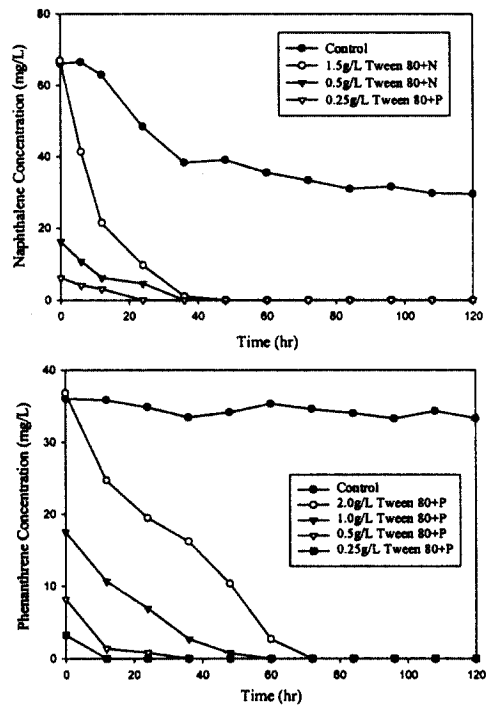 80
60
40
20
0
Naphthalene Concentration (mg/L)
Control
1.5g/L Tween 80+N
0.5g/L Tween 80+N
0.25g/L Tween 80+P
0 20 40 60 80 100 120
Time (hr)
40
30
20
10
0
Phenanthrene Concentration (mg/L)
Control
2.0g/L Tween 80+P
1.0g/L Tween 80+P
0.5g/L Tween 80+P
0.25g/L Tween 80+P
0 20 40 60 80 100 120
Time (hr)